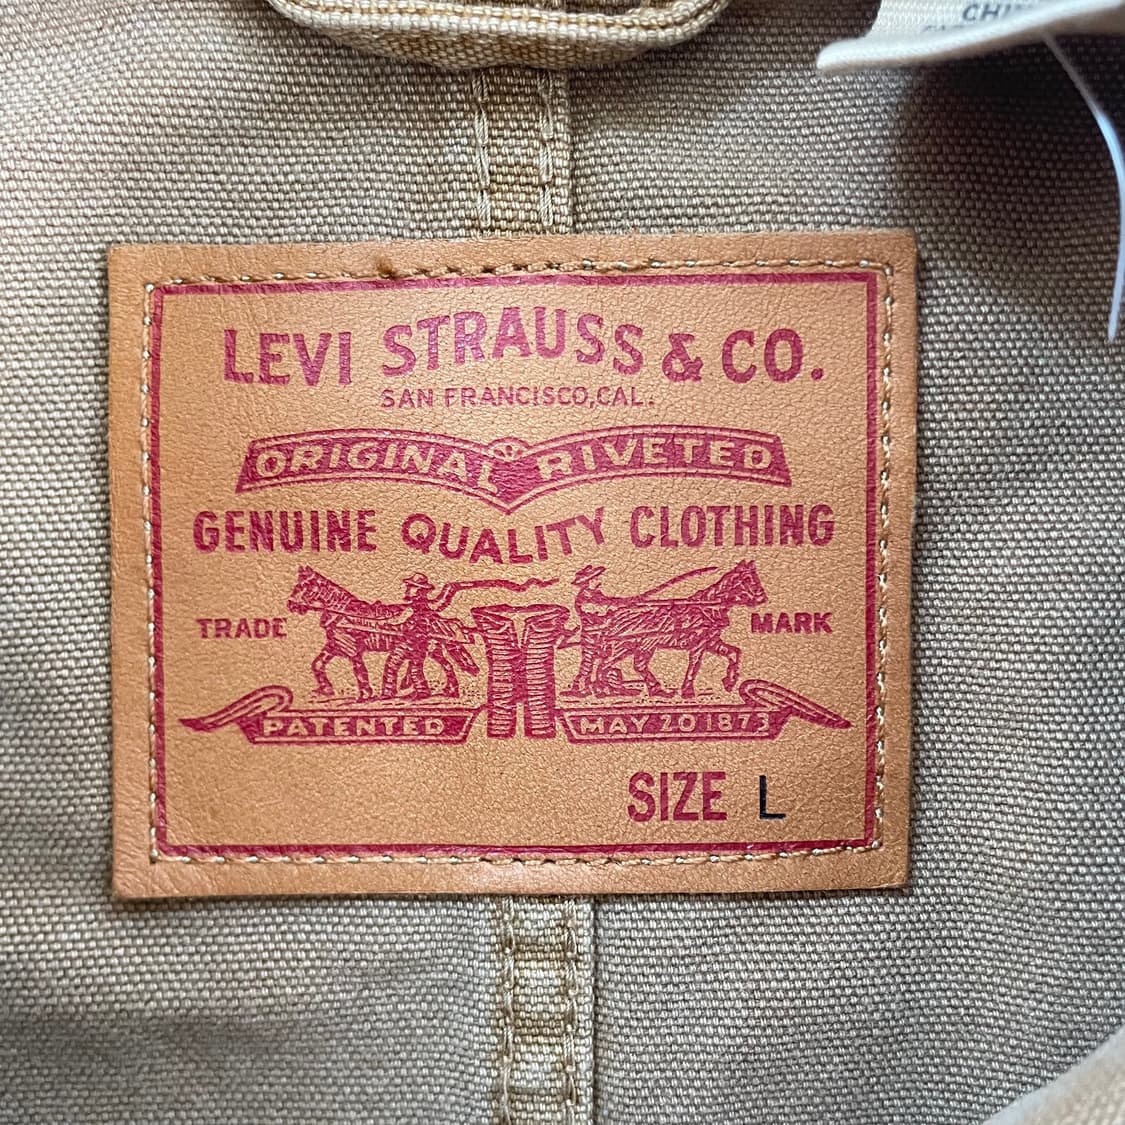 LEVI STRAUSS & CO.
SAN FRANCISCO, CAL.
ORIGINAL RIVETED
GENUINE QUALITY CLOTHING
TRADE MARK
PATENTED MAY 20 1873
SIZE L